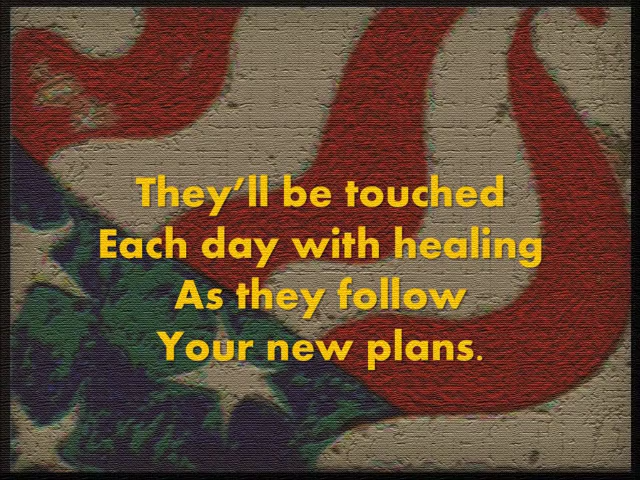 They’ll be touched
Each day with healing
As they follow
Your new plans.